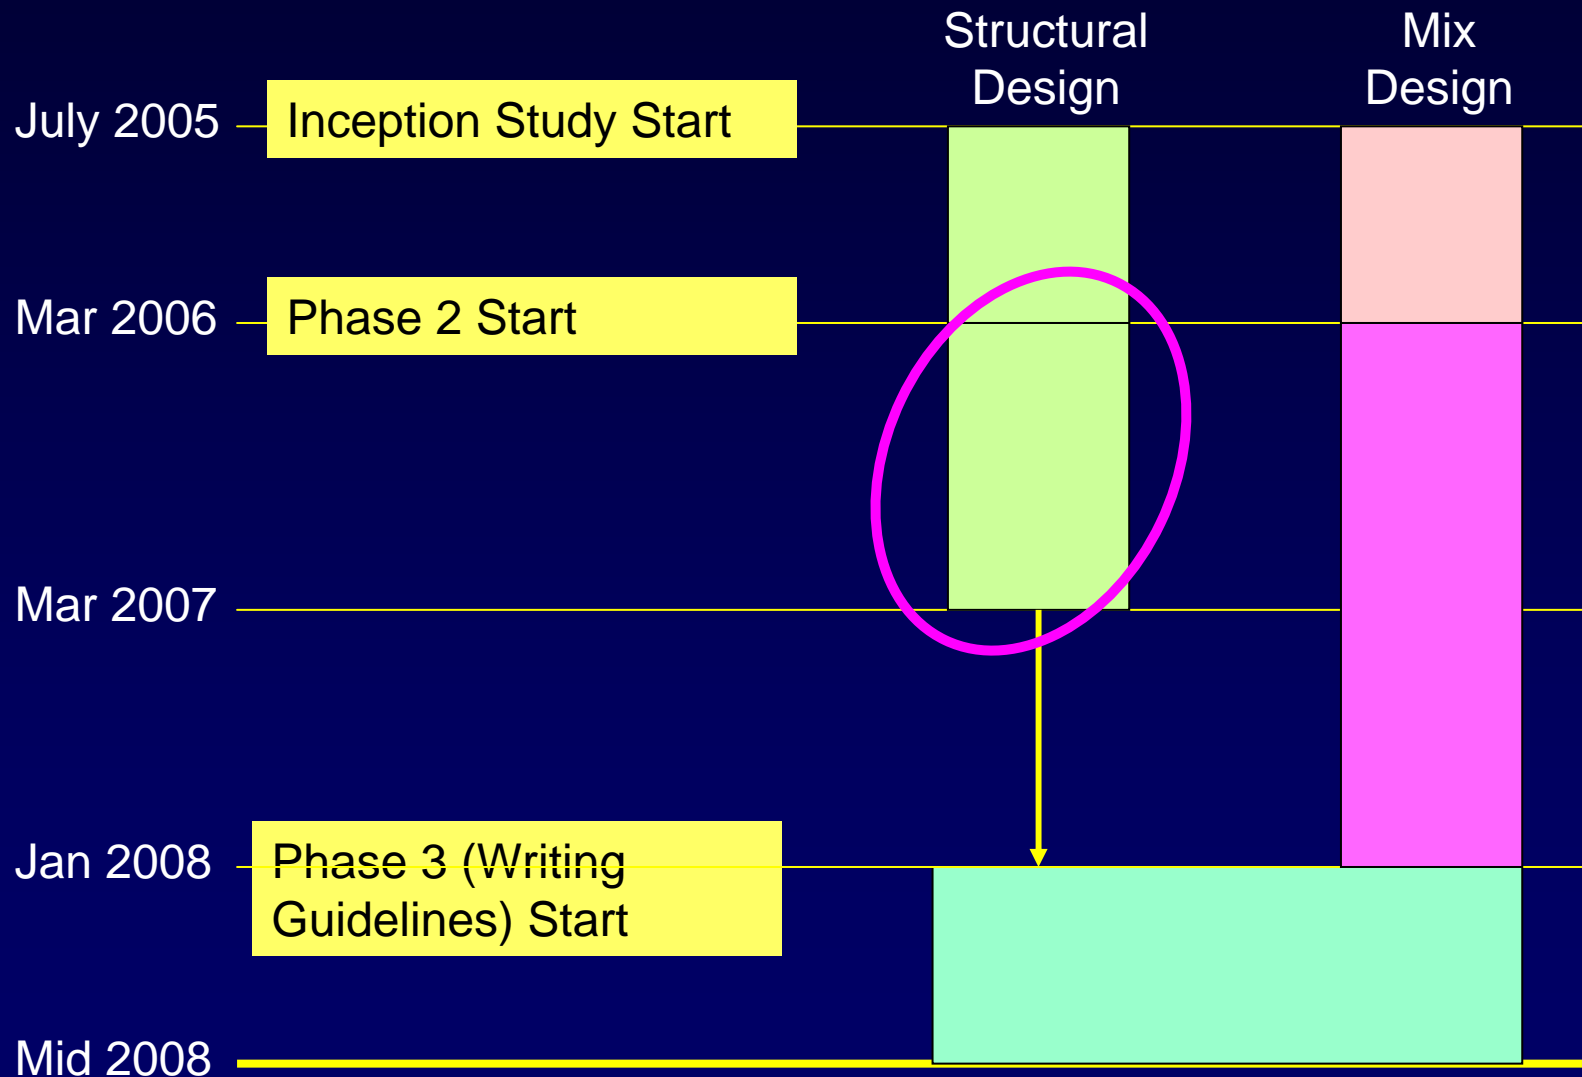 Structural
Design
Mix
Design
July 2005
Inception Study Start
Mar 2006
Phase 2 Start
Mar 2007
Jan 2008
Phase 3 (Writing
Guidelines) Start
Mid 2008